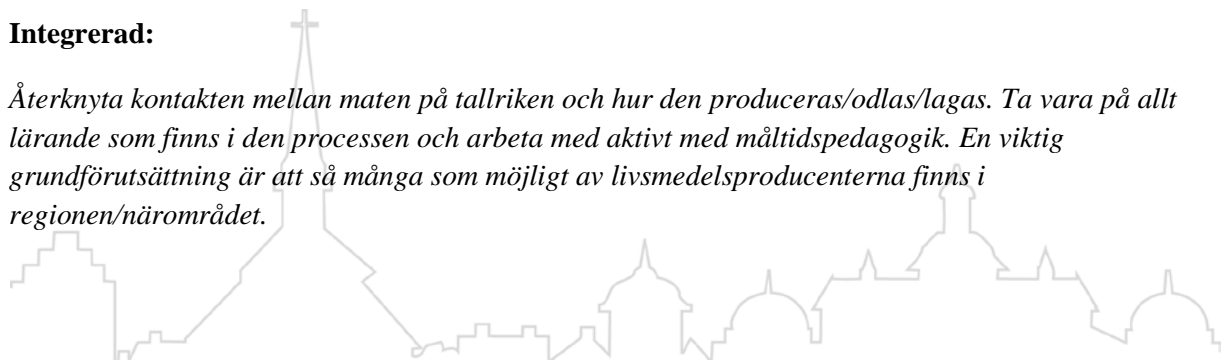 Integrerad:
Återknyta kontakten mellan maten på tallriken och hur den produceras/odlas/lagas. Ta vara på allt
lärande som finns i den processen och arbeta med aktivt med måltidspedagogik. En viktig
grundförutsättning är att så många som möjligt av livsmedelsproducenterna finns i
regionen/närområdet.